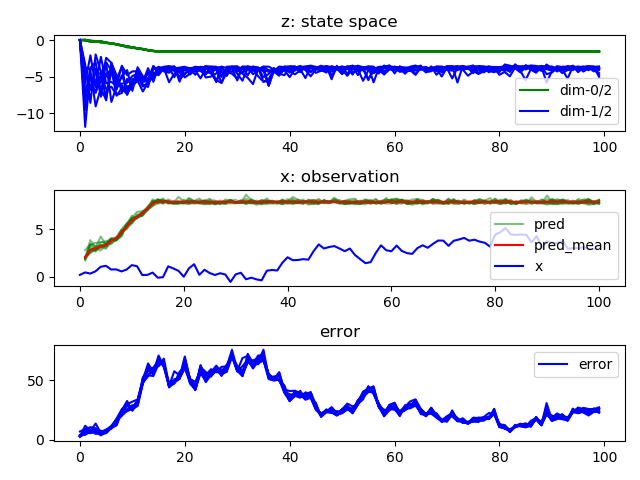 z: state space
0
−5
−10
dim-0/2
dim-1/2
0 20 40 60 80 100
x: observation
5
0
pred
pred_mean
x
0 20 40 60 80 100
error
50
0
error
0 20 40 60 80 100